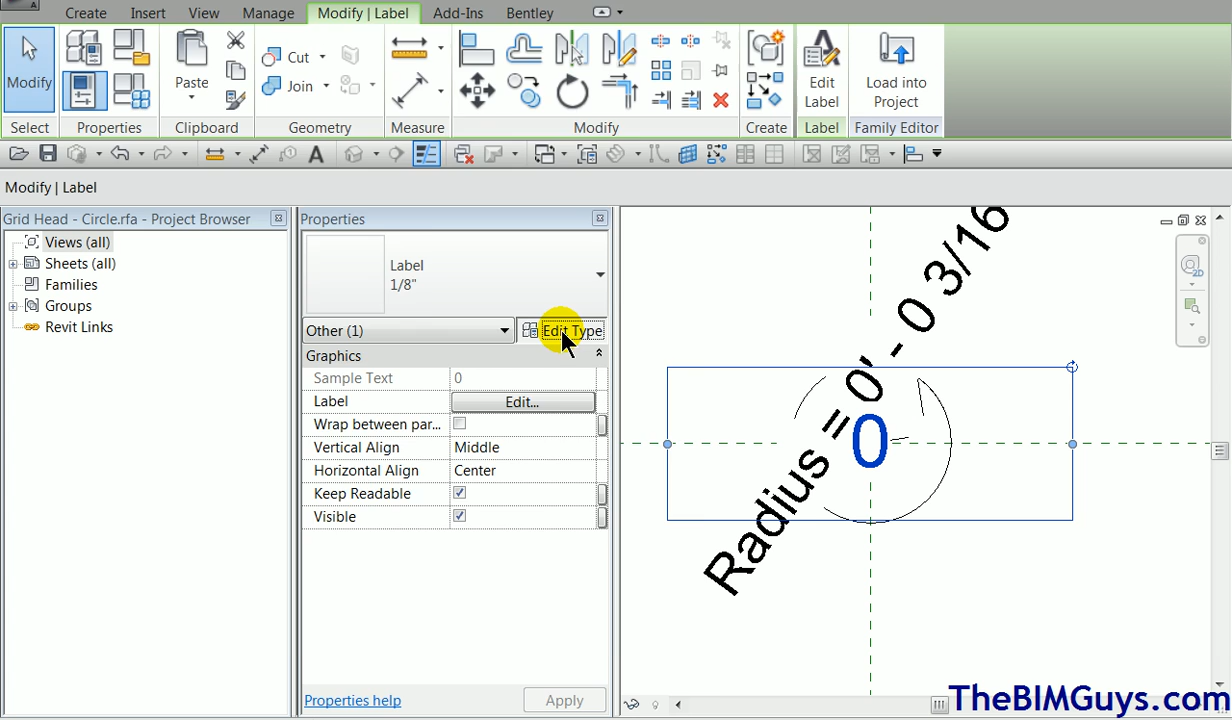 Create Insert View Manage Modify | Label Add-Ins Bentley
Modify
Paste
Cut
Join
Edit
Label
Load into
Project
Select Properties Clipboard Geometry Measure Modify Create Label Family Editor
Modify | Label
Grid Head - Circle.rfa - Project Browser
Views (all)
Sheets (all)
Families
Groups
Revit Links
Properties
Label
1/8"
Other (1)
Edit Type
Graphics
Sample Text 0
Label Edit...
Wrap between par...
Vertical Align Middle
Horizontal Align Center
Keep Readable
Visible
Properties help
Apply
Radius = 0' - 0 3/16
0
2D
TheBIMGuys.com